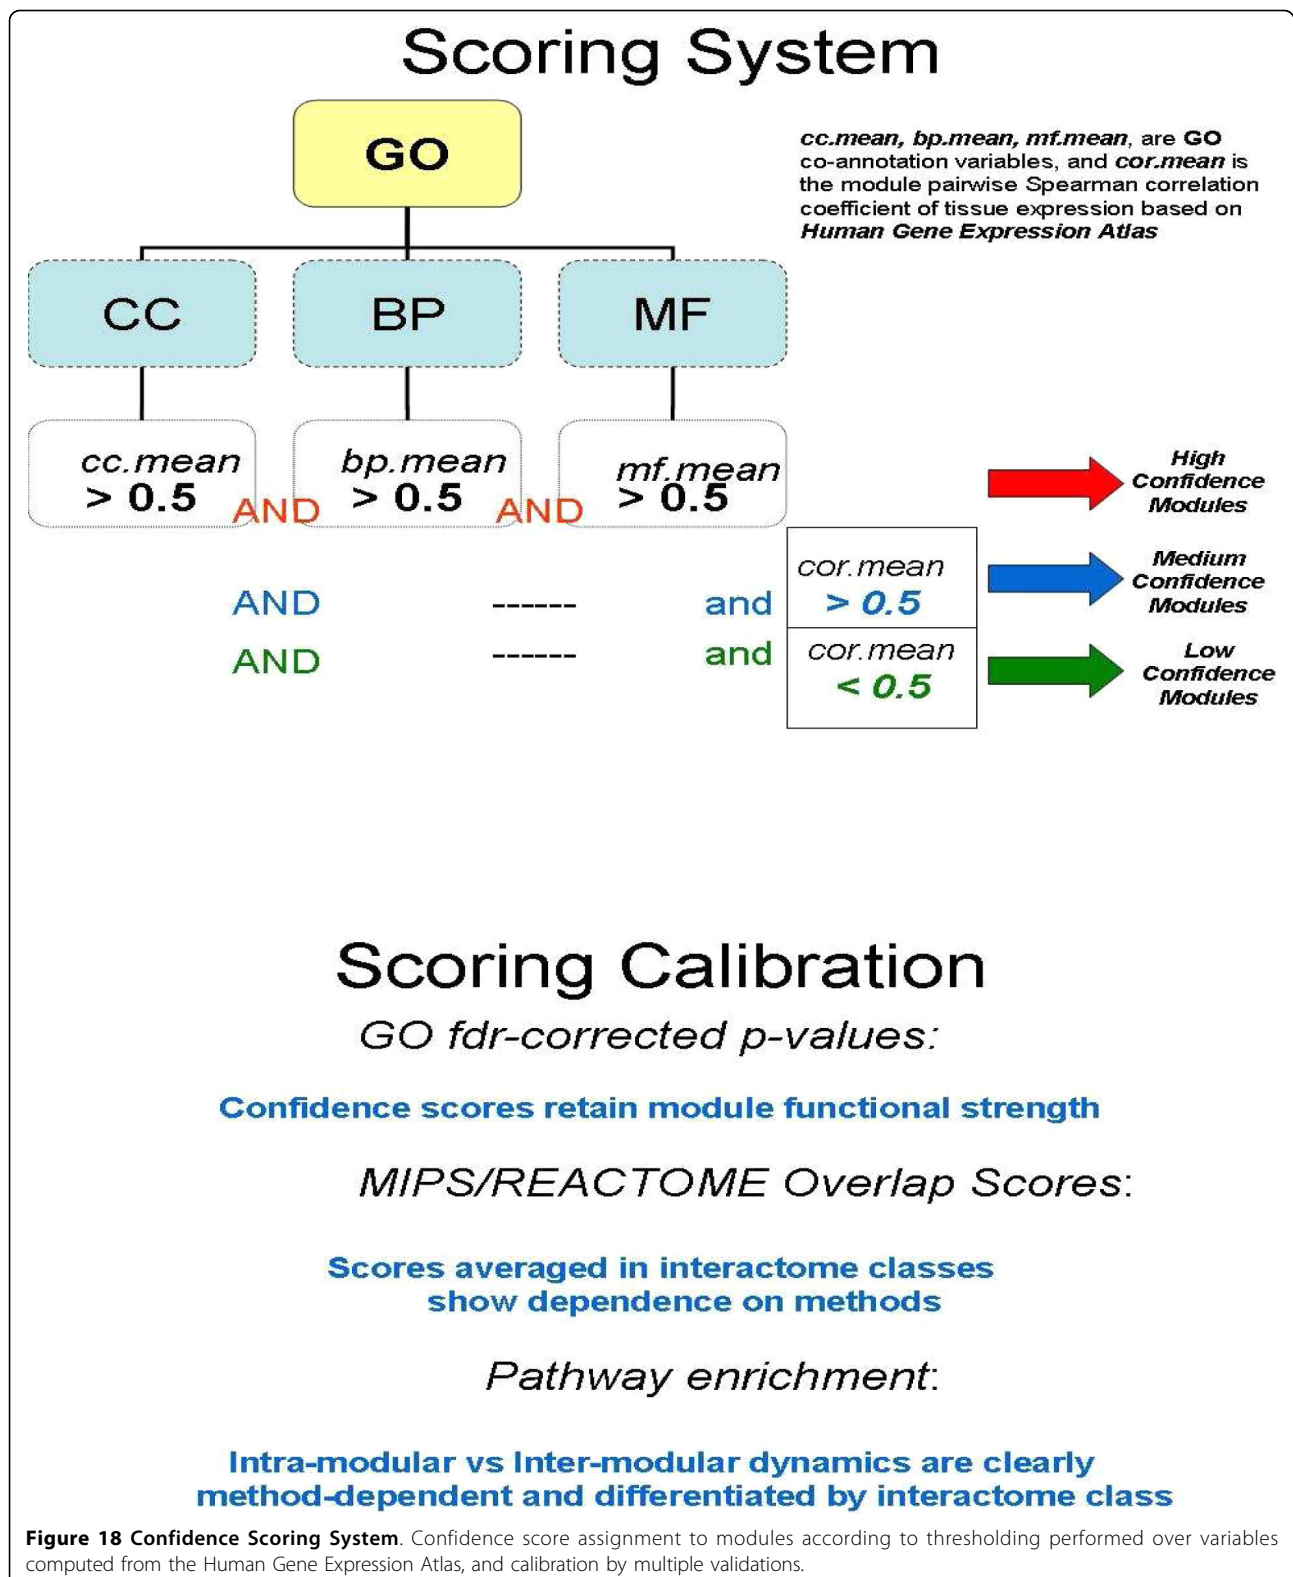 Scoring System
GO
cc.mean, bp.mean, mf.mean, are GO
co-annotation variables, and cor.mean is
the module pairwise Spearman correlation
coefficient of tissue expression based on
Human Gene Expression Atlas
CC
BP
MF
cc.mean
> 0.5
AND
bp.mean
> 0.5
AND
mf.mean
> 0.5
High
Confidence
Modules
AND
------
and
cor.mean
> 0.5
Medium
Confidence
Modules
AND
------
and
cor.mean
< 0.5
Low
Confidence
Modules
Scoring Calibration
GO fdr-corrected p-values:
Confidence scores retain module functional strength
MIPS/REACTOME Overlap Scores:
Scores averaged in interactome classes
show dependence on methods
Pathway enrichment:
Intra-modular vs Inter-modular dynamics are clearly
method-dependent and differentiated by interactome class
Figure 18 Confidence Scoring System. Confidence score assignment to modules according to thresholding performed over variables
computed from the Human Gene Expression Atlas, and calibration by multiple validations.